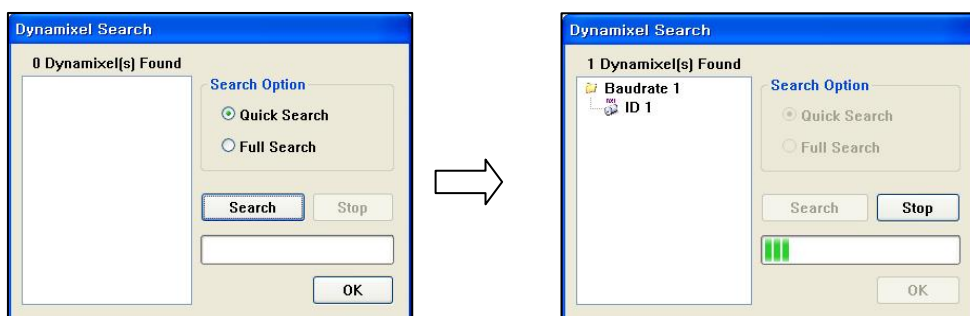 Dynamixel Search
0 Dynamixel(s) Found
Search Option
Quick Search
Full Search
Search
Stop
OK
Dynamixel Search
1 Dynamixel(s) Found
Baudrate 1
ID 1
Search Option
Quick Search
Full Search
Search
Stop
OK